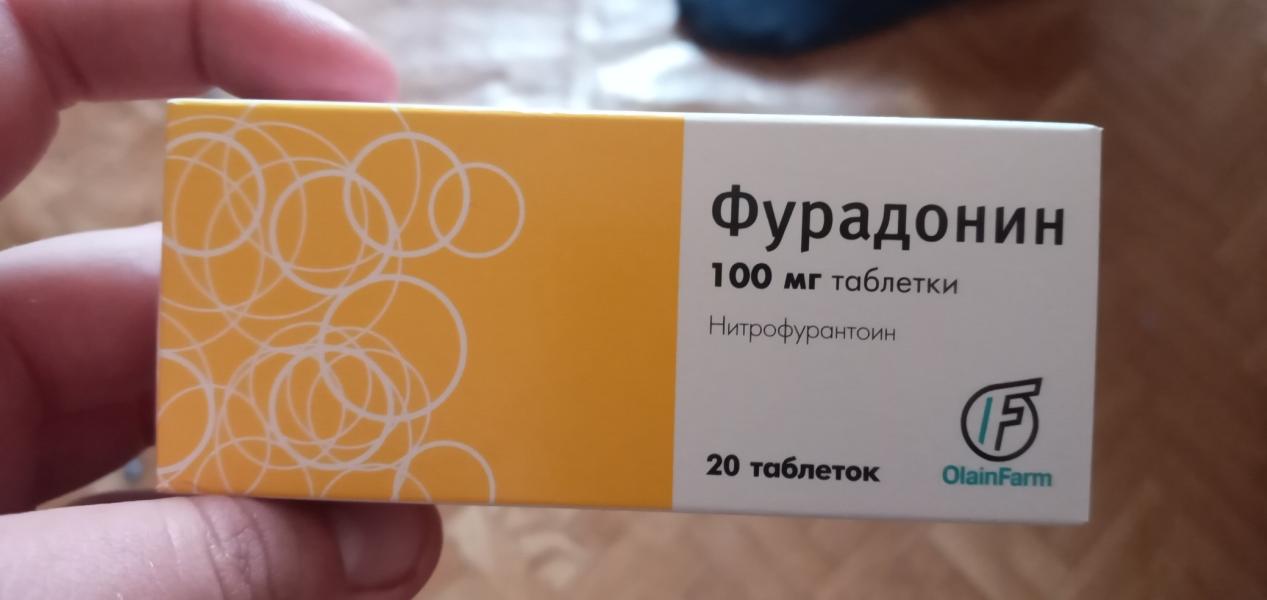 Фурадонин
100 мг таблетки
Нитрофурантоин
20 таблеток
OlainFarm